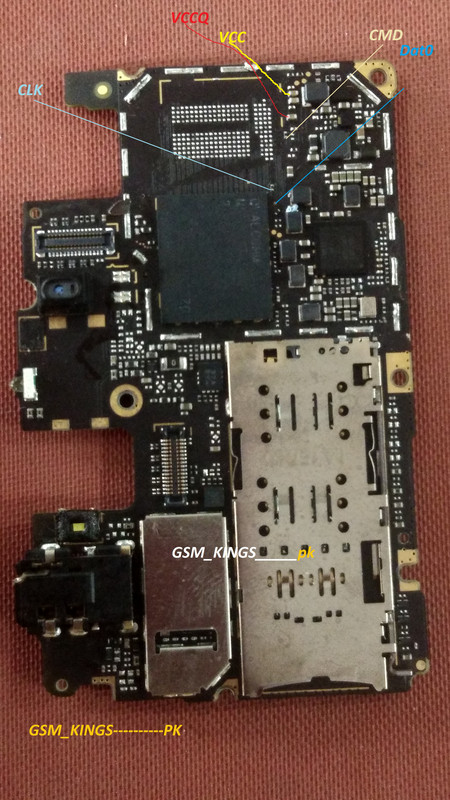 VCCQ
VCC
CMD
Dat0
CLK
GSM_KINGS_____pk
GSM_KINGS----------PK